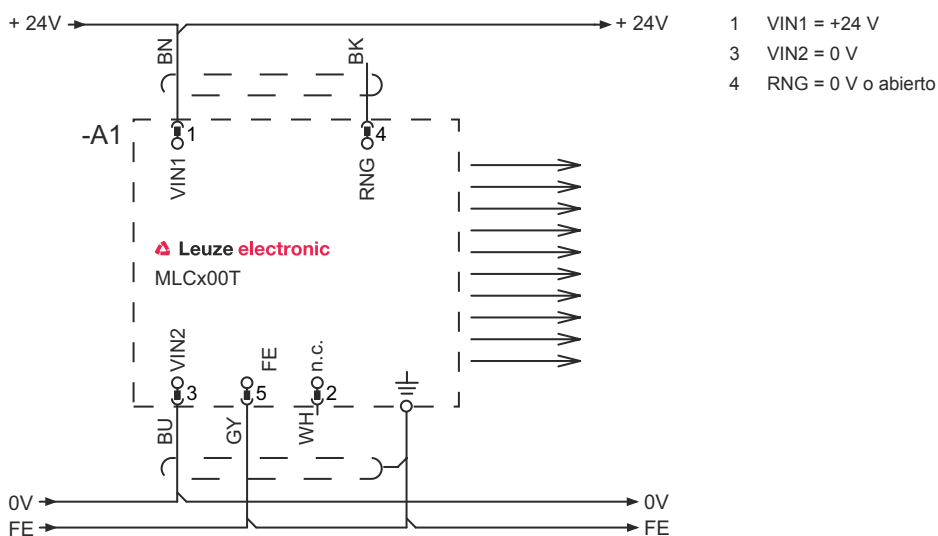 + 24V
+ 24V
1 VIN1 = +24 V
3 VIN2 = 0 V
4 RNG = 0 V o abierto
BN
BK
-A1
1
4
VIN1
RNG
Leuze electronic
MLCx00T
VIN2
FE
n.c.
3
5
2
BU
GY
WH
0V
0V
FE
FE